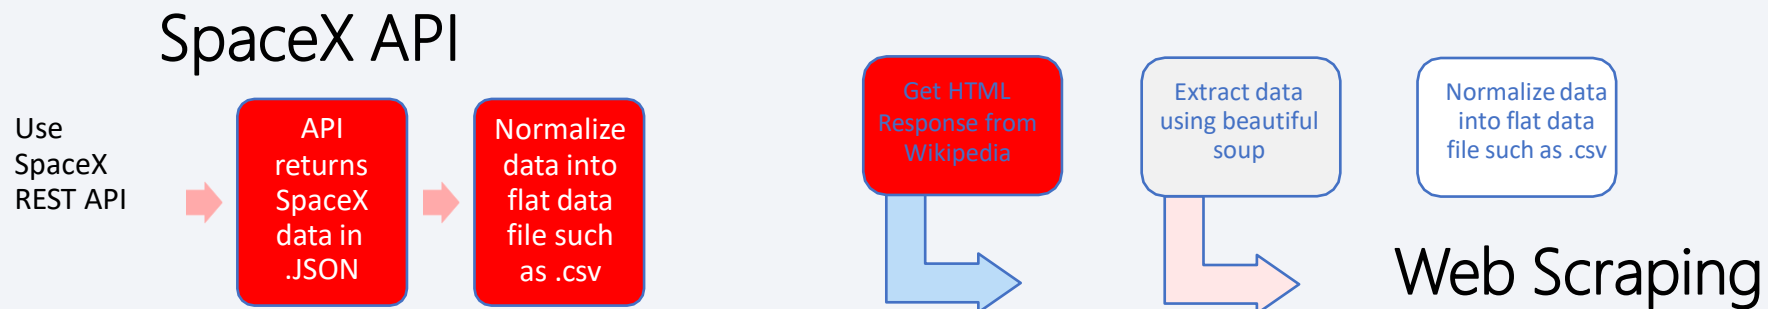 SpaceX API
Use
SpaceX
REST API
API
returns
SpaceX
data in
.JSON
Normalize
data into
flat data
file such
as .csv
Get HTML
Response from
Wikipedia
Extract data
using beautiful
soup
Normalize data
into flat data
file such as .csv
Web Scraping